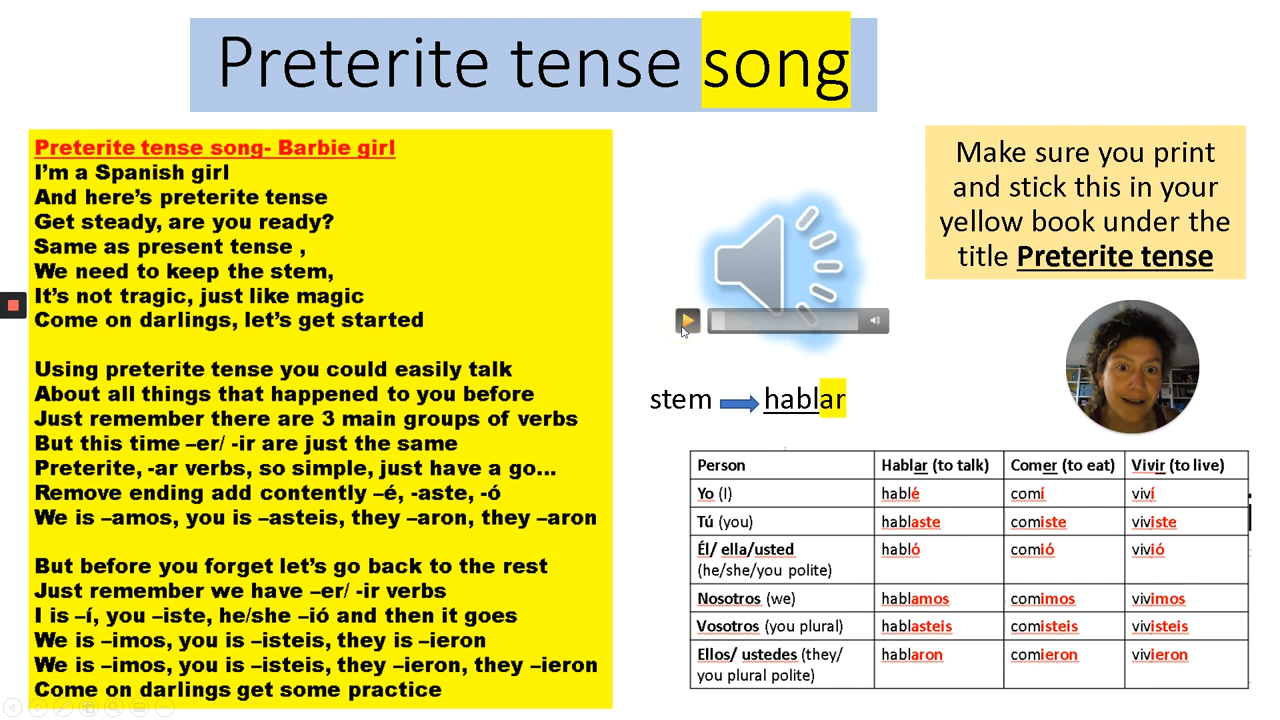 Preterite tense song
Preterite tense song- Barbie girl
I'm a Spanish girl
And here's preterite tense
Get steady, are you ready?
Same as present tense ,
We need to keep the stem,
It's not tragic, just like magic
Come on darlings, let's get started
Using preterite tense you could easily talk
About all things that happened to you before
Just remember there are 3 main groups of verbs
But this time –er/ -ir are just the same
Preterite, -ar verbs, so simple, just have a go…
Remove ending add contently –é, -aste, -ó
We is –amos, you is –asteis, they –aron, they –aron
But before you forget let's go back to the rest
Just remember we have –er/ -ir verbs
I is –í, you –iste, he/she –ió and then it goes
We is –imos, you is –isteis, they is –ieron
We is –imos, you is –isteis, they –ieron, they –ieron
Come on darlings get some practice
Make sure you print
and stick this in your
yellow book under the
title Preterite tense
stem hablar
Person Hablar (to talk) Comer (to eat) Vivir (to live)
Yo (I) hablé comí viví
Tú (you) hablaste comiste viviste
Él/ ella/usted
(he/she/you polite) habló comió vivió
Nosotros (we) hablamos comimos vivimos
Vosotros (you plural) hablasteis comisteis vivisteis
Ellos/ ustedes (they/
you plural polite) hablaron comieron vivieron